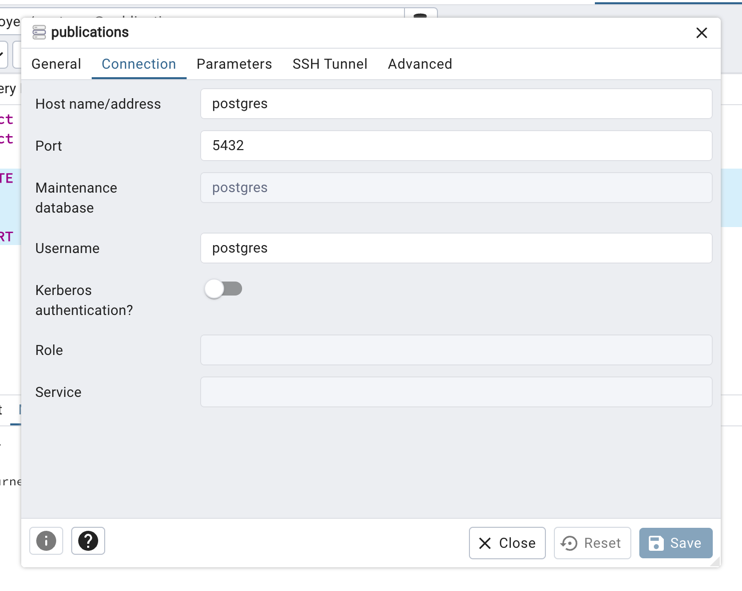 publications
General Connection Parameters SSH Tunnel Advanced
Host name/address postgres
Port 5432
Maintenance
database
postgres
Username postgres
Kerberos
authentication?
Role
Service
Close Reset Save